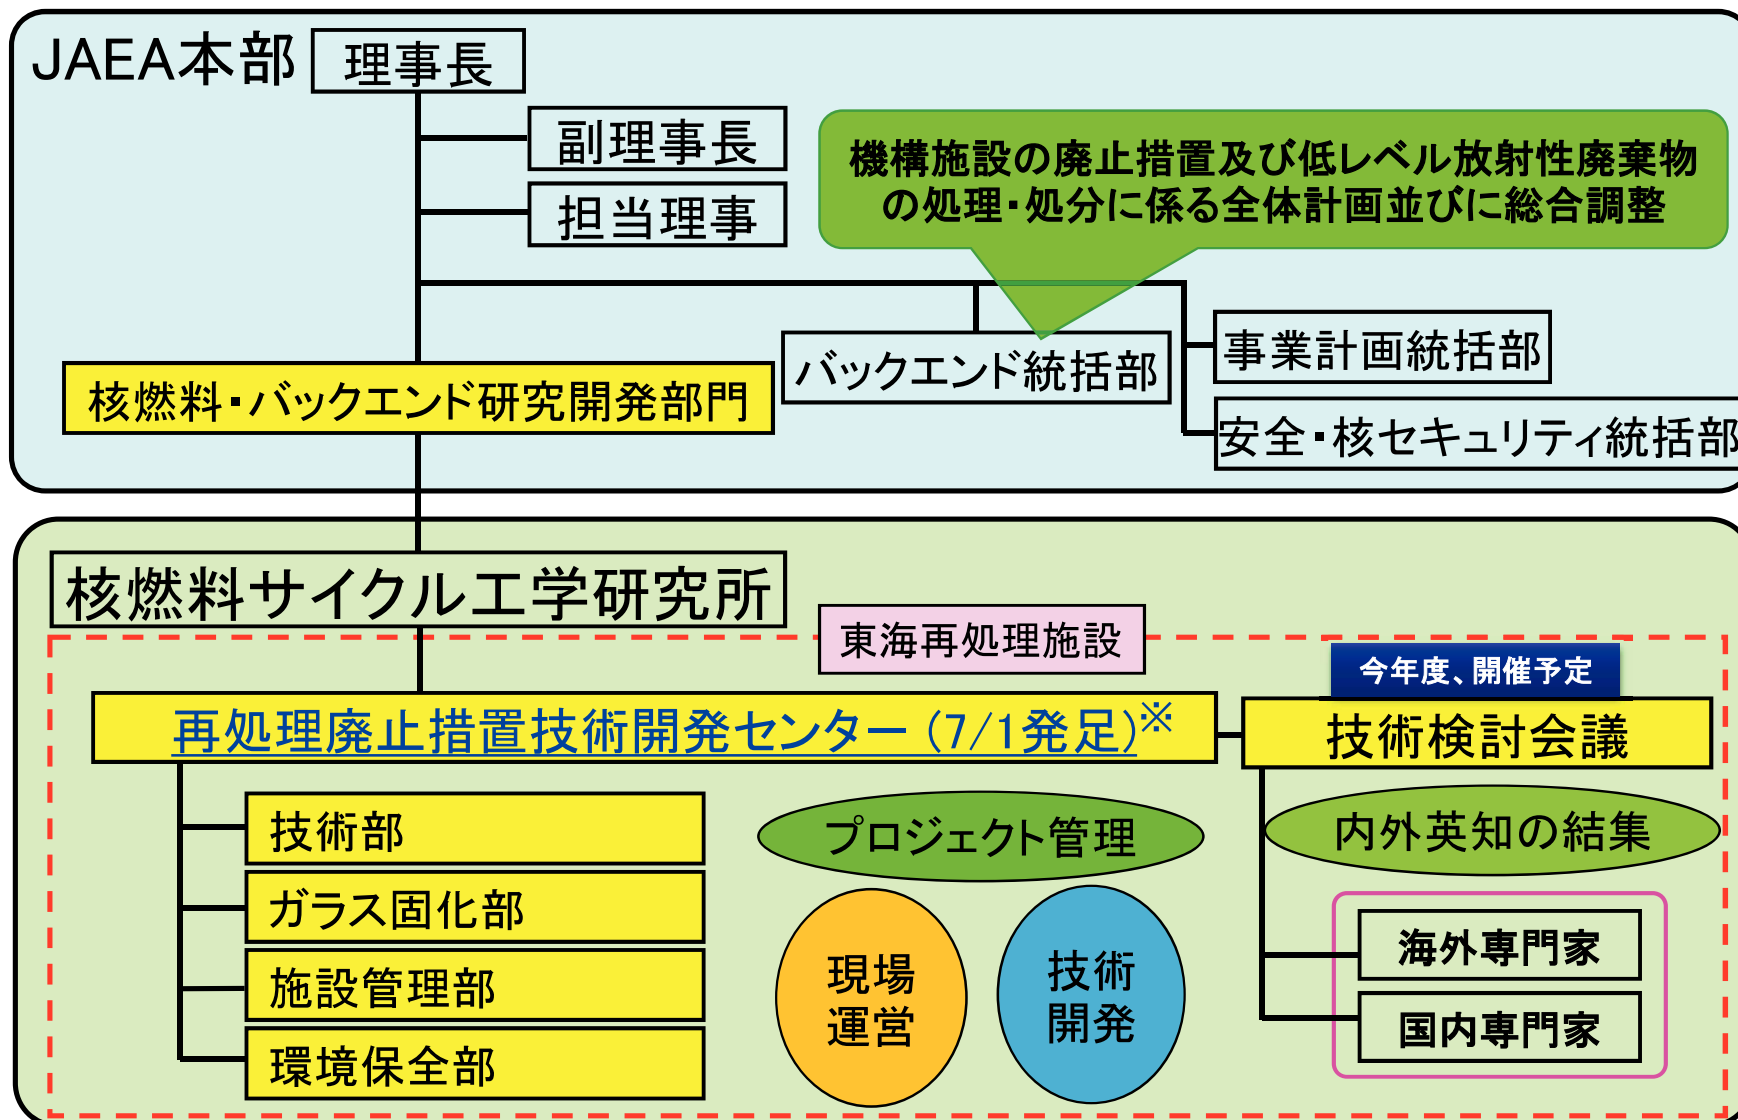 JAEA本部
理事長
副理事長
担当理事
機構施設の廃止措置及び低レベル放射性廃棄物
の処理・処分に係る全体計画並びに総合調整
バックエンド統括部
事業計画統括部
安全・核セキュリティ統括部
核燃料・バックエンド研究開発部門
核燃料サイクル工学研究所
東海再処理施設
今年度、開催予定
再処理廃止措置技術開発センター(7/1発足)※
技術検討会議
技術部
ガラス固化部
施設管理部
環境保全部
プロジェクト管理
現場
運営
技術
開発
内外英知の結集
海外専門家
国内専門家